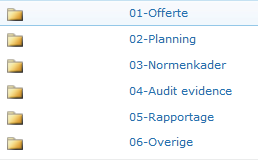 01-Offerte
02-Planning
03-Normenkader
04-Audit evidence
05-Rapportage
06-Overige